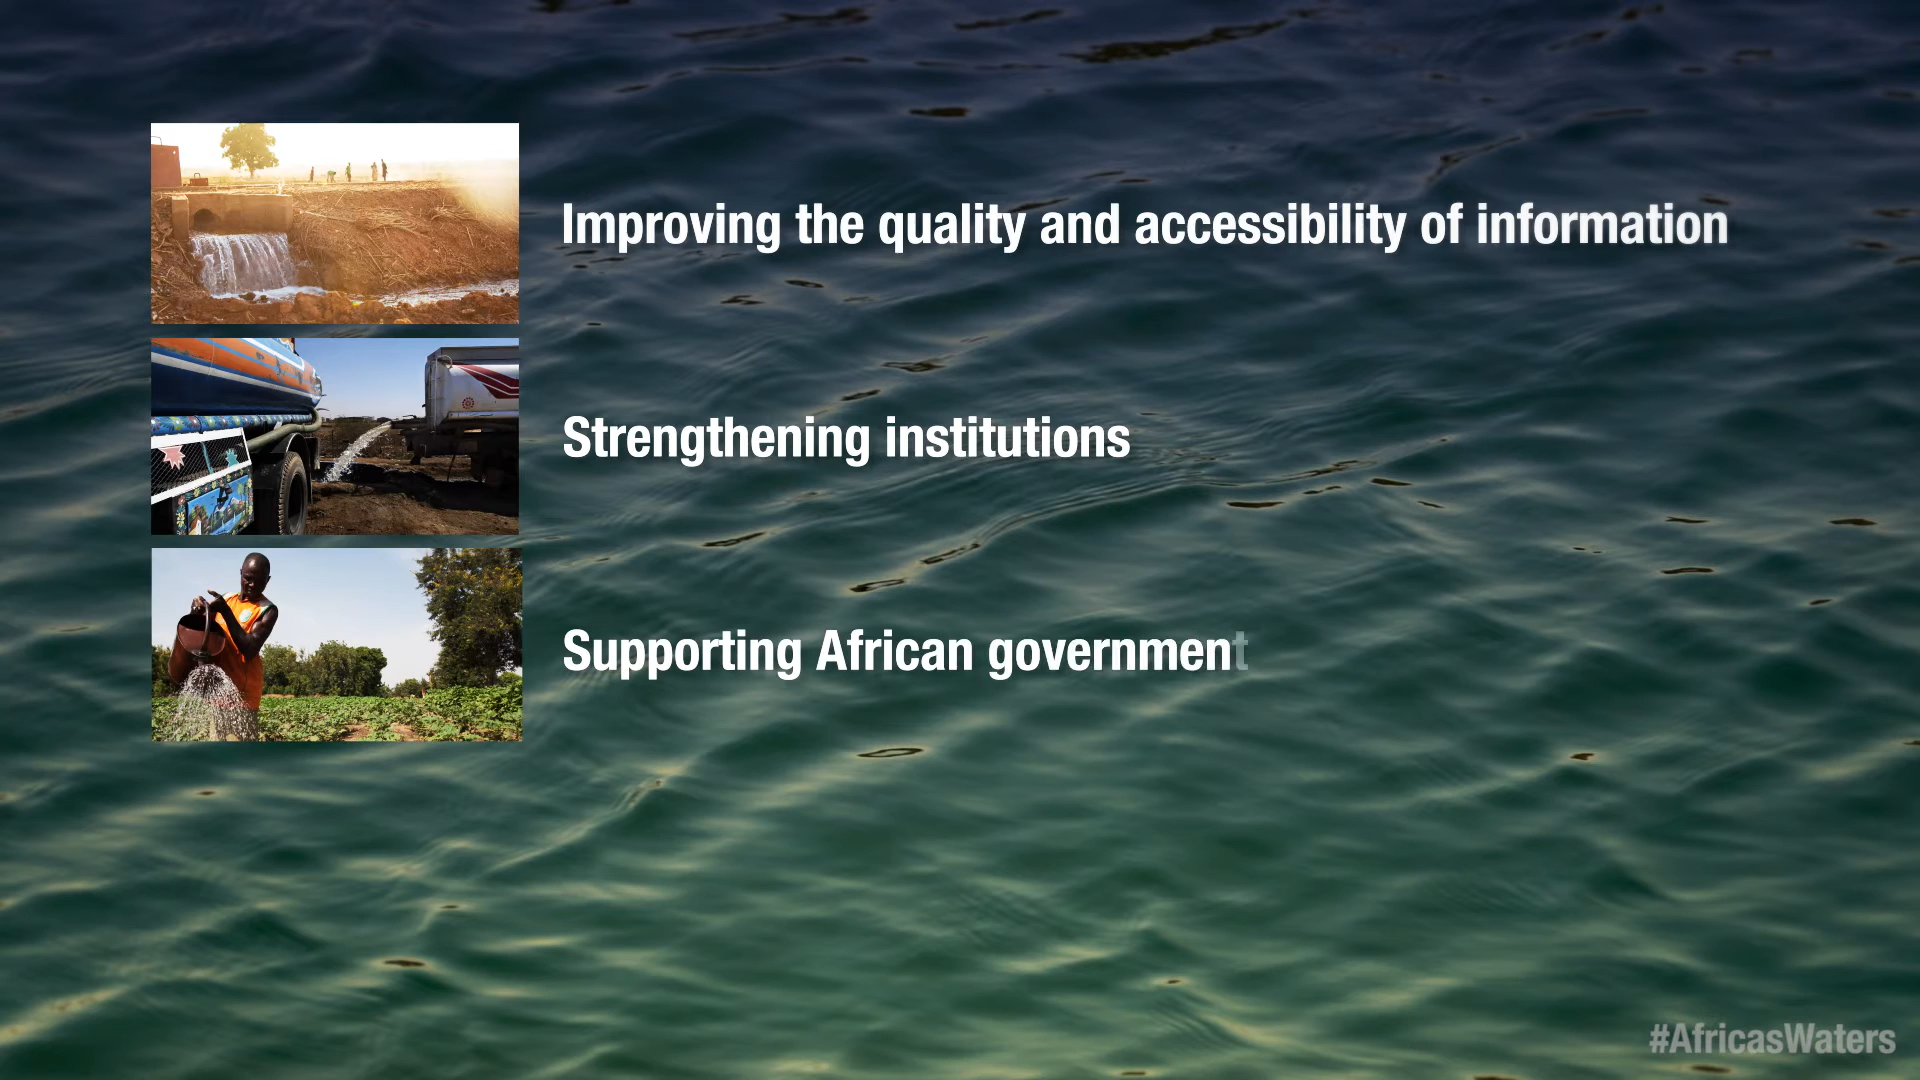 Improving the quality and accessibility of information
Strengthening institutions
Supporting African government
#AfricasWaters